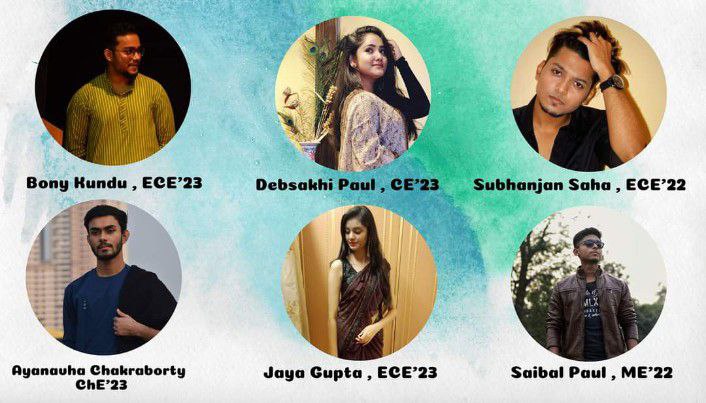 Bony Kundu , ECE'23
Debsakhi Paul , CE'23
Subhanjan Saha , ECE'22
Ayanavha Chakraborty
ChE'23
Jaya Gupta , ECE'23
Saibal Paul , ME'22
MLX